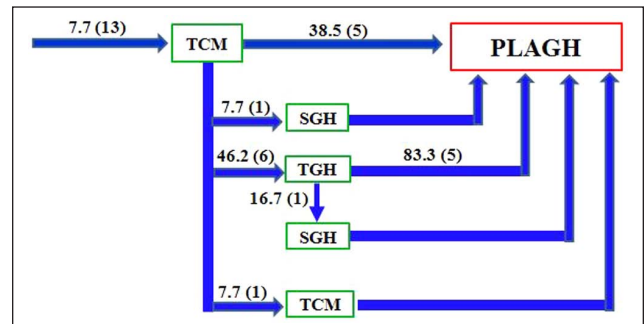 7.7 (13)
TCM
38.5 (5)
PLAGH
7.7 (1)
SGH
46.2 (6)
TGH
83.3 (5)
16.7 (1)
SGH
7.7 (1)
TCM